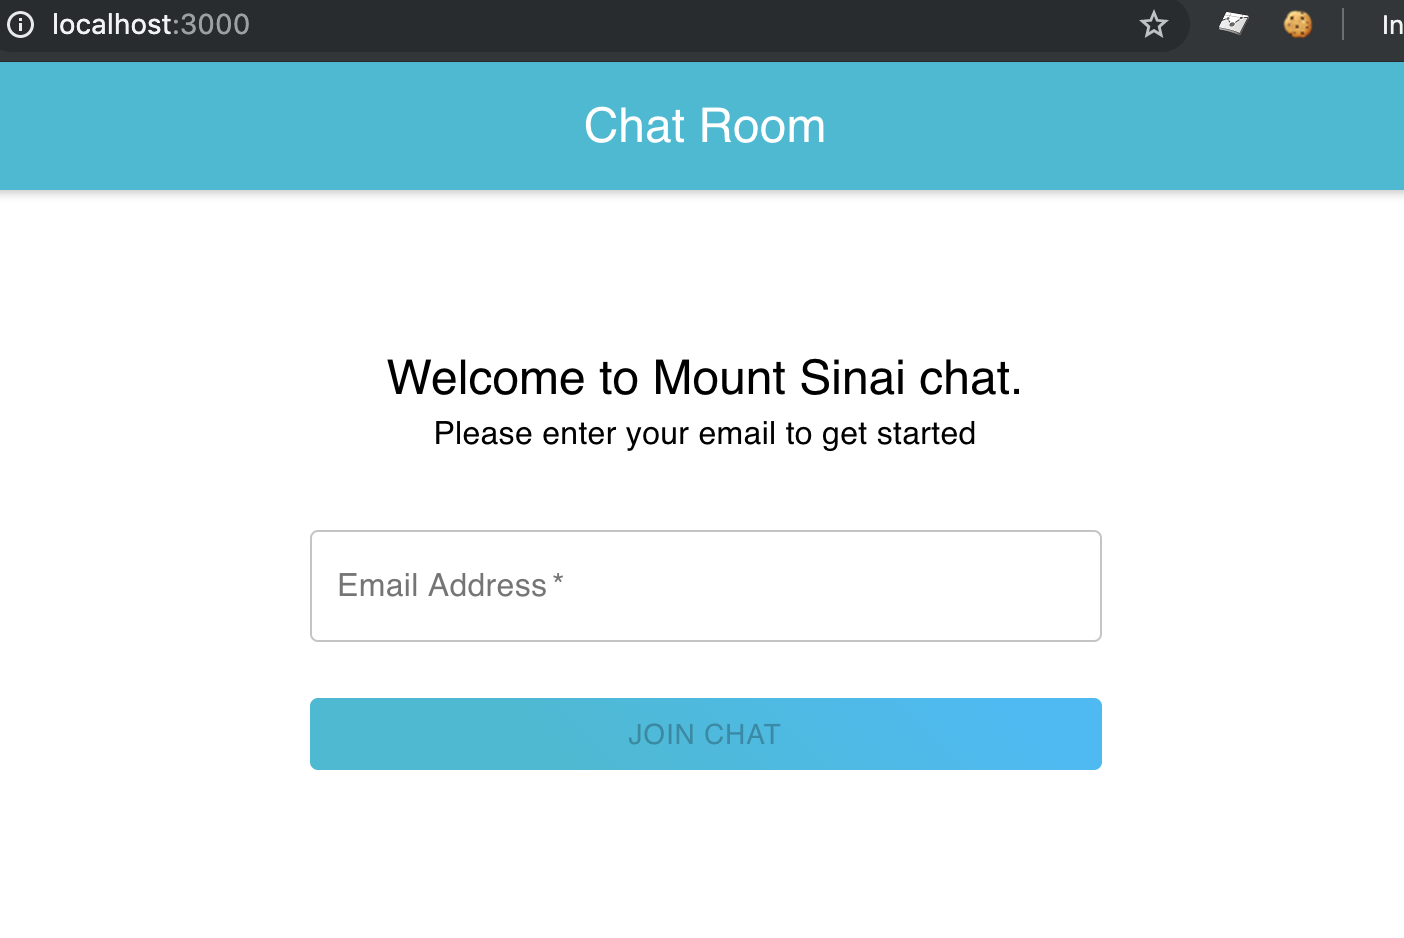 localhost:3000
In
Chat Room
Welcome to Mount Sinai chat.
Please enter your email to get started
Email Address *
JOIN CHAT